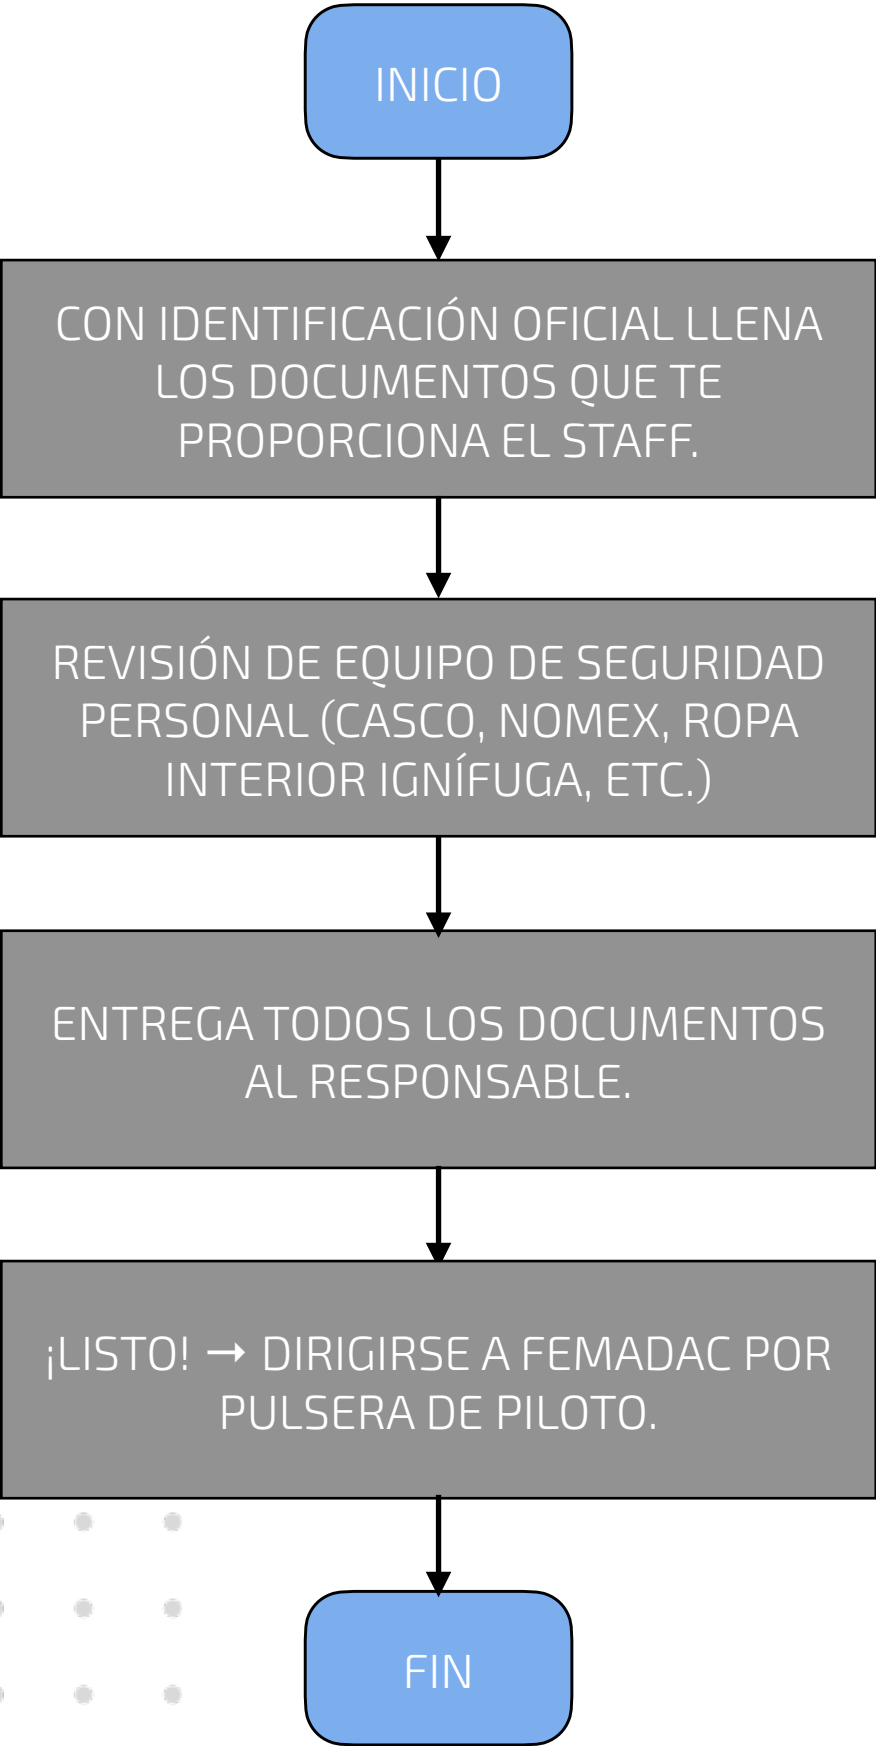 INICIO
CON IDENTIFICACIÓN OFICIAL LLENA
LOS DOCUMENTOS QUE TE
PROPORCIONA EL STAFF.
REVISIÓN DE EQUIPO DE SEGURIDAD
PERSONAL (CASCO, NOMEX, ROPA
INTERIOR IGNÍFUGA, ETC.)
ENTREGA TODOS LOS DOCUMENTOS
AL RESPONSABLE.
¡LISTO! → DIRIGIRSE A FEMADAC POR
PULSERA DE PILOTO.
FIN